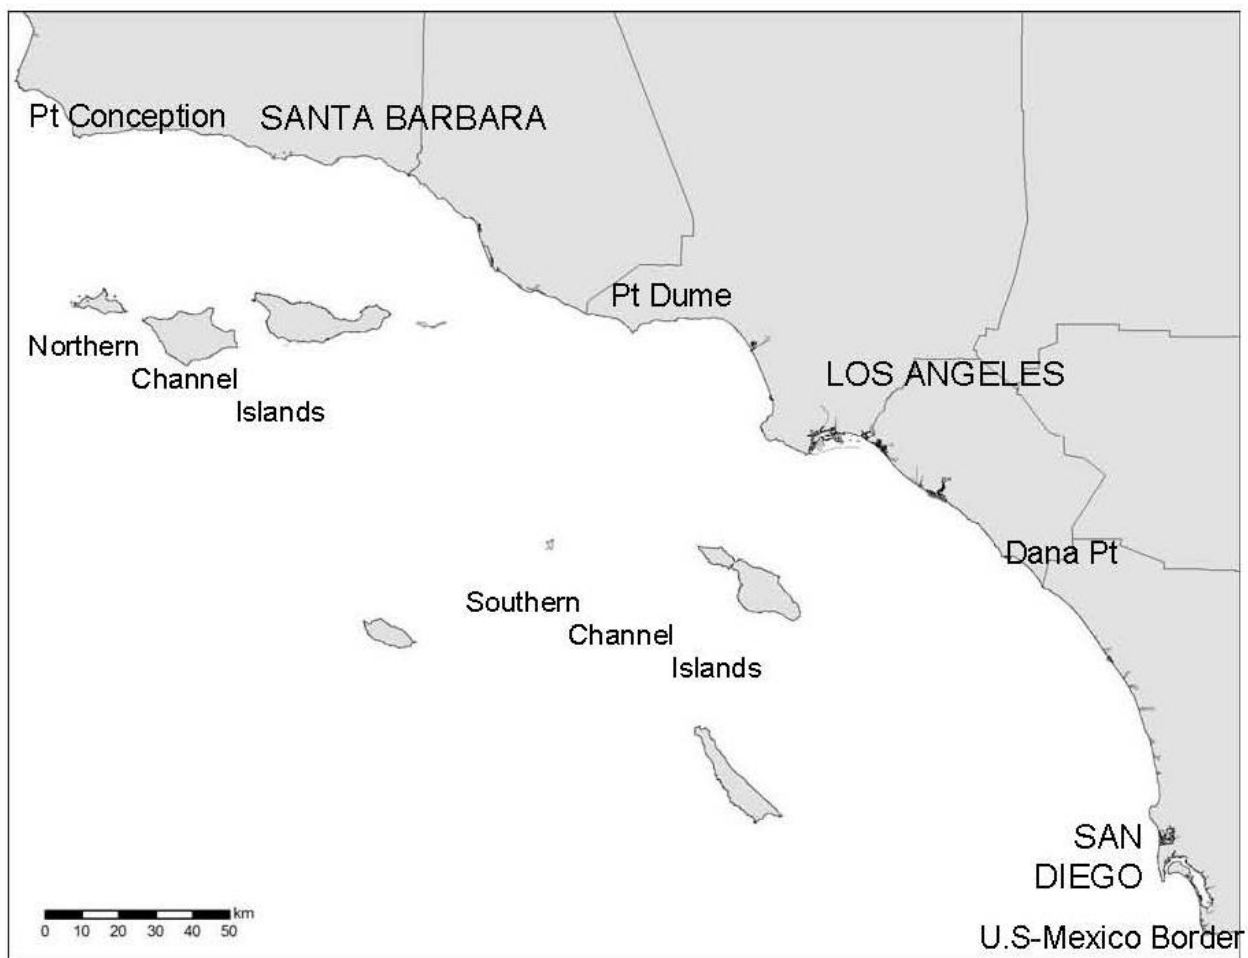 Pt Conception
SANTA BARBARA
Pt Dume
Northern
Channel
Islands
LOS ANGELES
Dana Pt
Southern
Channel
Islands
SAN
DIEGO
km
0 10 20 30 40 50
U.S-Mexico Border